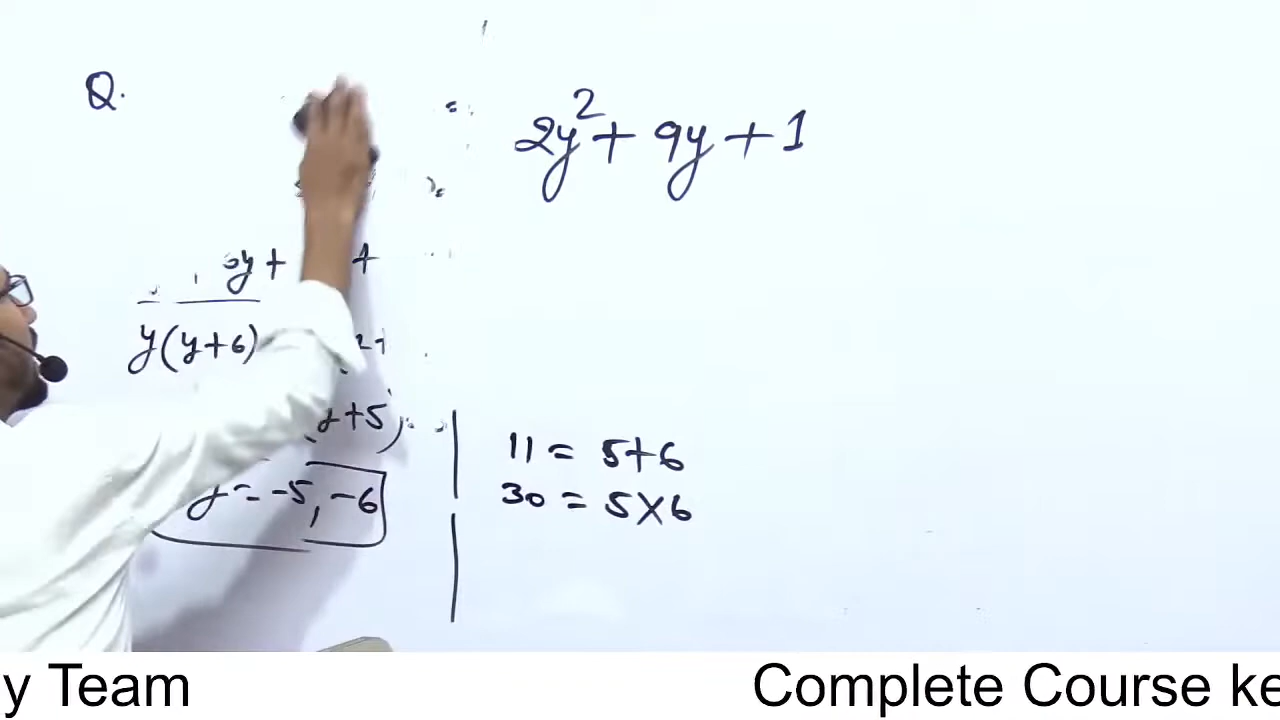 Q.
2y² + 9y + 1
y +
y(y+6)
y+5)
y = -5, -6
11 = 5+6
30 = 5×6
y Team Complete Course ke